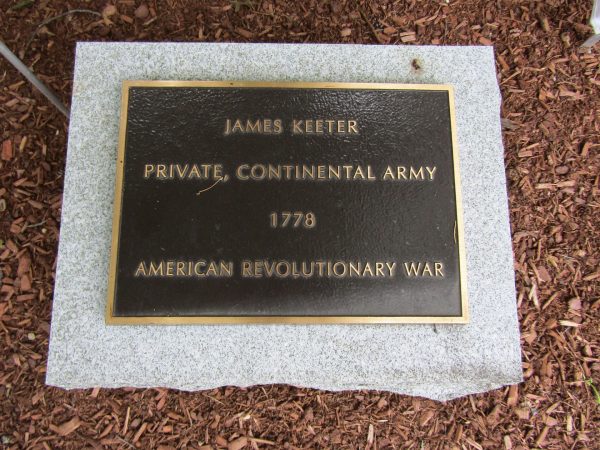 JAMES KEETER
PRIVATE, CONTINENTAL ARMY
1778
AMERICAN REVOLUTIONARY WAR